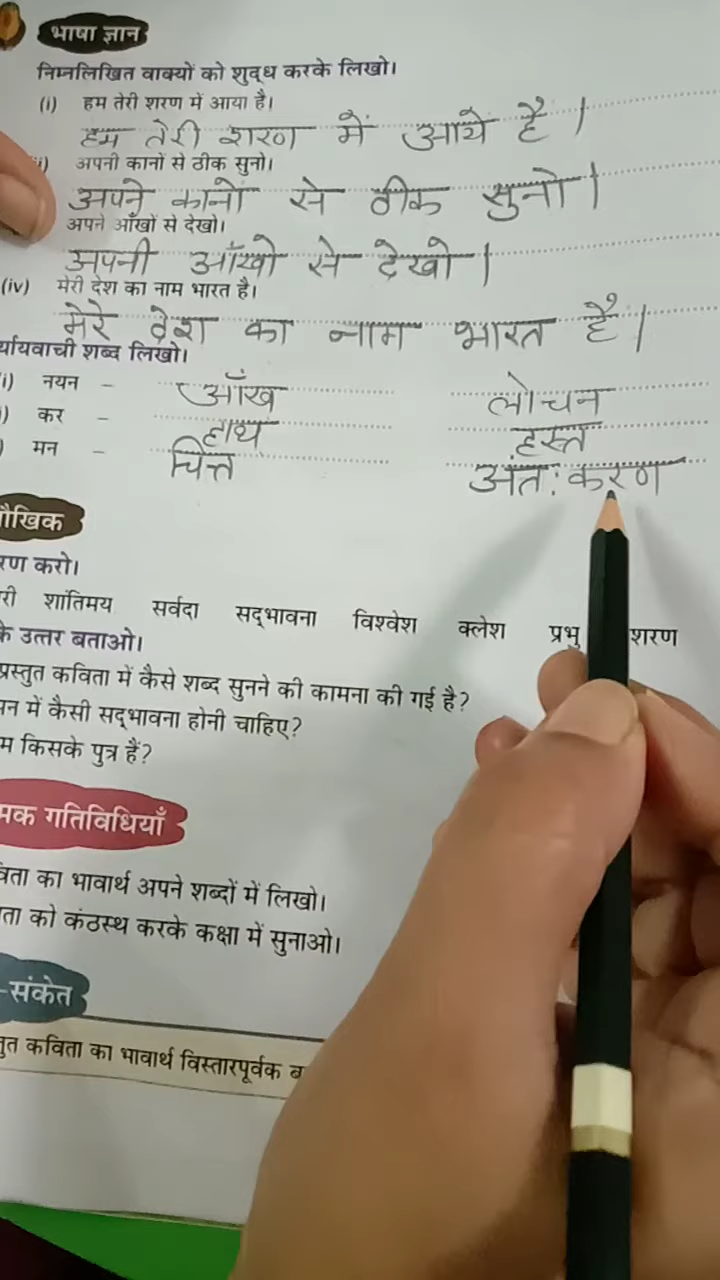 भाषा ज्ञान
निम्नलिखित वाक्यों को शुद्ध करके लिखो।
(i) हम तेरी शरण में आया है।
हम तेरी शरण में आये है ।
i) अपनी कानों से ठीक सुनो।
अपने कानों से ठीक सुनो ।
अपने आँखों से देखो।
अपनी आँखो से देखो ।
(iv) मेरी देश का नाम भारत है।
मेरे देश का नाम भारत है ।
र्यायवाची शब्द लिखो।
i) नयन – आँख लोचन
) कर – हाथ हस्त
) मन – चित्त अंतःकरण
ौखिक
रण करो।
री शांतिमय सर्वदा सद्भावना विश्वेश क्लेश प्रभु शरण
के उत्तर बताओ।
प्रस्तुत कविता में कैसे शब्द सुनने की कामना की गई है?
मन में कैसी सद्भावना होनी चाहिए?
म किसके पुत्र हैं?
मक गतिविधियाँ
विता का भावार्थ अपने शब्दों में लिखो।
ता को कंठस्थ करके कक्षा में सुनाओ।
-संकेत
तुत कविता का भावार्थ विस्तारपूर्वक ब